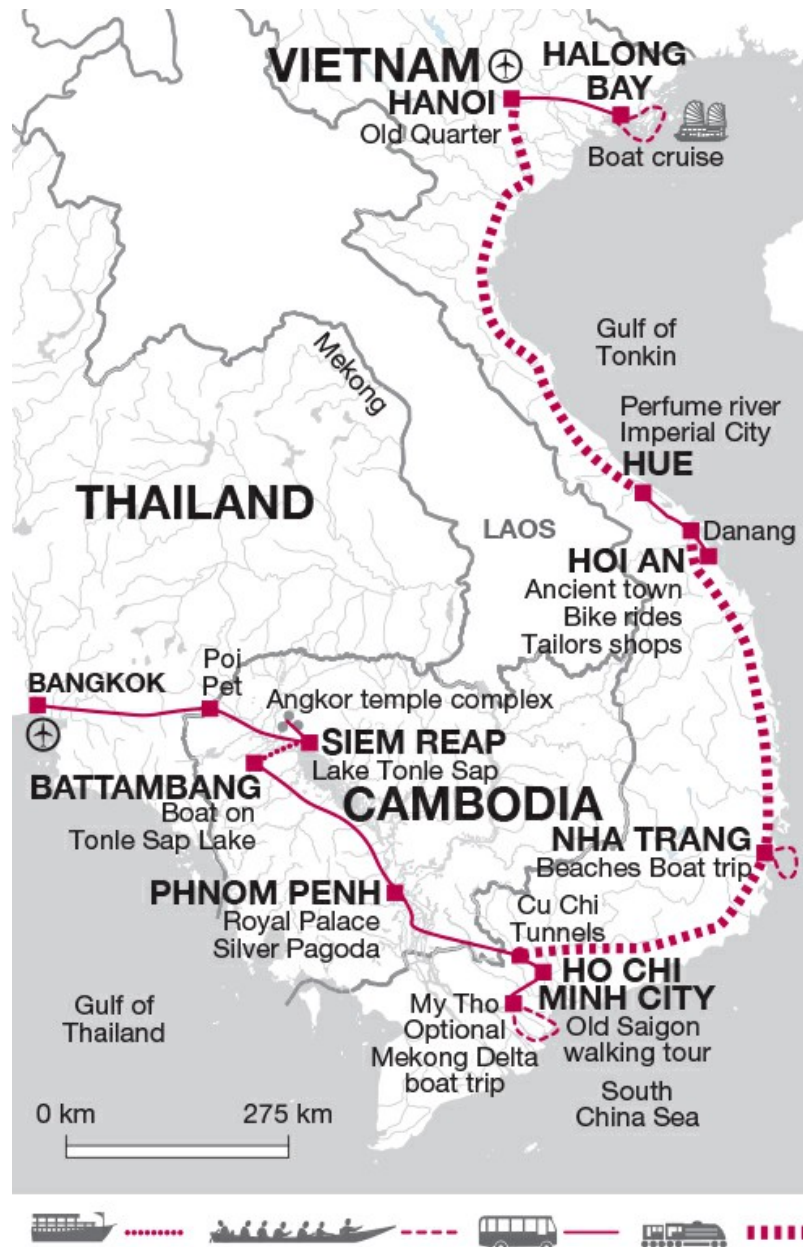 VIETNAM
HANOI
Old Quarter
HALONG
BAY
Boat cruise
Gulf of
Tonkin
Mekong
Perfume river
Imperial City
HUE
THAILAND
LAOS
Danang
HOI AN
Ancient town
Bike rides
Tailors shops
BANGKOK
Poi
Pet
Angkor temple complex
SIEM REAP
Lake Tonle Sap
BATTAMBANG
Boat on
Tonle Sap Lake
CAMBODIA
NHA TRANG
Beaches Boat trip
PHNOM PENH
Royal Palace
Silver Pagoda
Cu Chi
Tunnels
HO CHI
MINH CITY
Old Saigon
walking tour
My Tho
Optional
Mekong Delta
boat trip
Gulf of
Thailand
South
China Sea
0 km 275 km